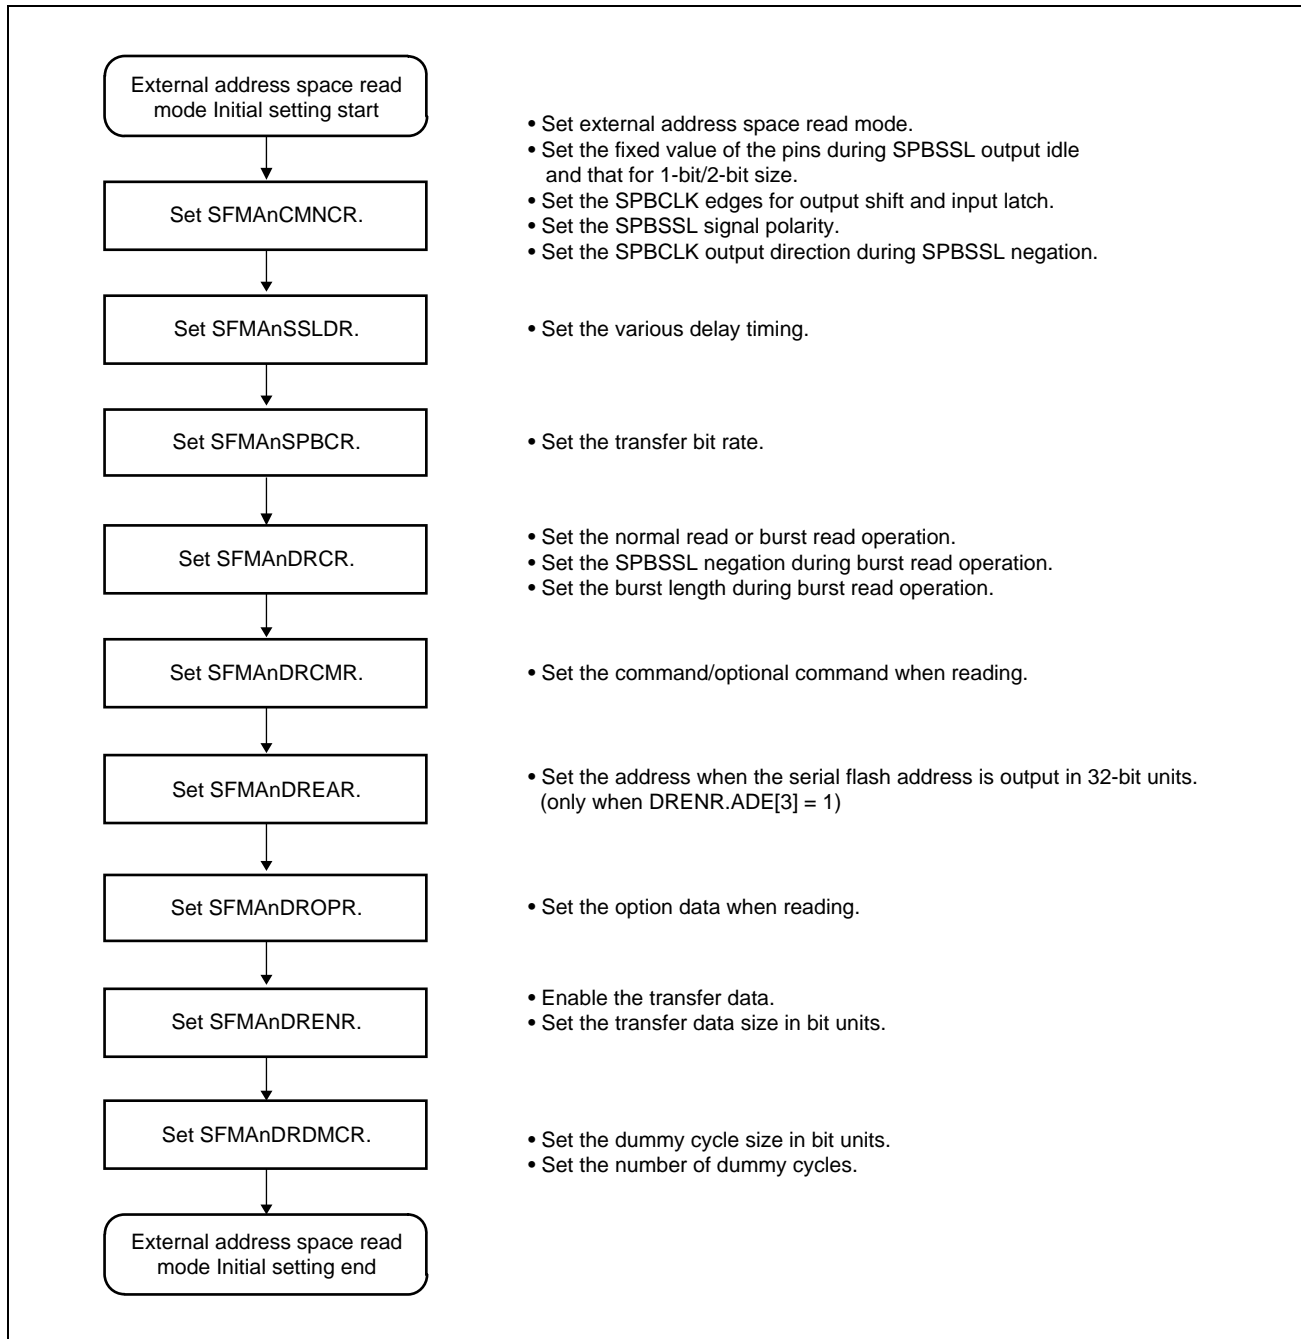 External address space read
mode Initial setting start
• Set external address space read mode.
• Set the fixed value of the pins during SPBSSL output idle
and that for 1-bit/2-bit size.
Set SFMAnCMNCR.
• Set the SPBCLK edges for output shift and input latch.
• Set the SPBSSL signal polarity.
• Set the SPBCLK output direction during SPBSSL negation.
Set SFMAnSSLDR.
• Set the various delay timing.
Set SFMAnSPBCR.
• Set the transfer bit rate.
Set SFMAnDRCR.
• Set the normal read or burst read operation.
• Set the SPBSSL negation during burst read operation.
• Set the burst length during burst read operation.
Set SFMAnDRCMR.
• Set the command/optional command when reading.
Set SFMAnDREAR.
• Set the address when the serial flash address is output in 32-bit units.
(only when DRENR.ADE[3] = 1)
Set SFMAnDROPR.
• Set the option data when reading.
Set SFMAnDRENR.
• Enable the transfer data.
• Set the transfer data size in bit units.
Set SFMAnDRDMCR.
• Set the dummy cycle size in bit units.
• Set the number of dummy cycles.
External address space read
mode Initial setting end